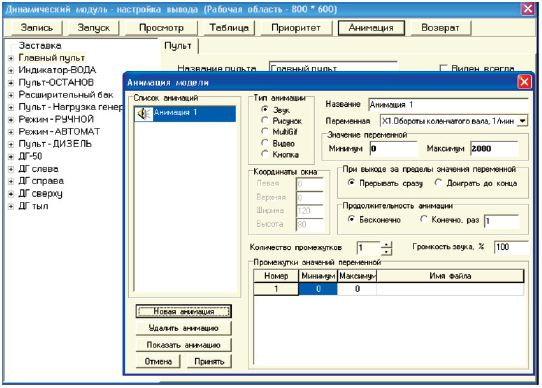 Динамический модуль - настройка вывода (Рабочая область - 800 * 600)
Запись Запуск Просмотр Таблица Приоритет Анимация Возврат
Заставка
Главный пульт
Индикатор-ВОДА
Пульт-ОСТАНОВ
Расширительный бак
Пульт - Нагрузка генер
Режим - РУЧНОЙ
Режим - АВТОМАТ
Пульт - ДИЗЕЛЬ
ДГ-50
ДГ слева
ДГ справа
ДГ сверху
ДГ тыл
Пульт
Название пульта Главный пульт Виден всегда
Анимация модели
Список анимаций
Анимация 1
Новая анимация
Удалить анимацию
Показать анимацию
Отмена Принять
Тип анимации
Звук
Рисунок
MultiGif
Видео
Кнопка
Название Анимация 1
Переменная X1.Обороты коленчатого вала, 1/мин
Значение переменной
Минимум 0 Максимум 2000
Координаты окна
Левая 0
Верхняя 0
Ширина 120
Высота 80
При выходе за пределы значения переменной
Прерывать сразу Доиграть до конца
Продолжительность анимации
Бесконечно Конечно, раз 1
Количество промежутков 1 Громкость звука, % 100
Промежутки значений переменной
Номер Минимум Максимум Имя файла
1 0 0